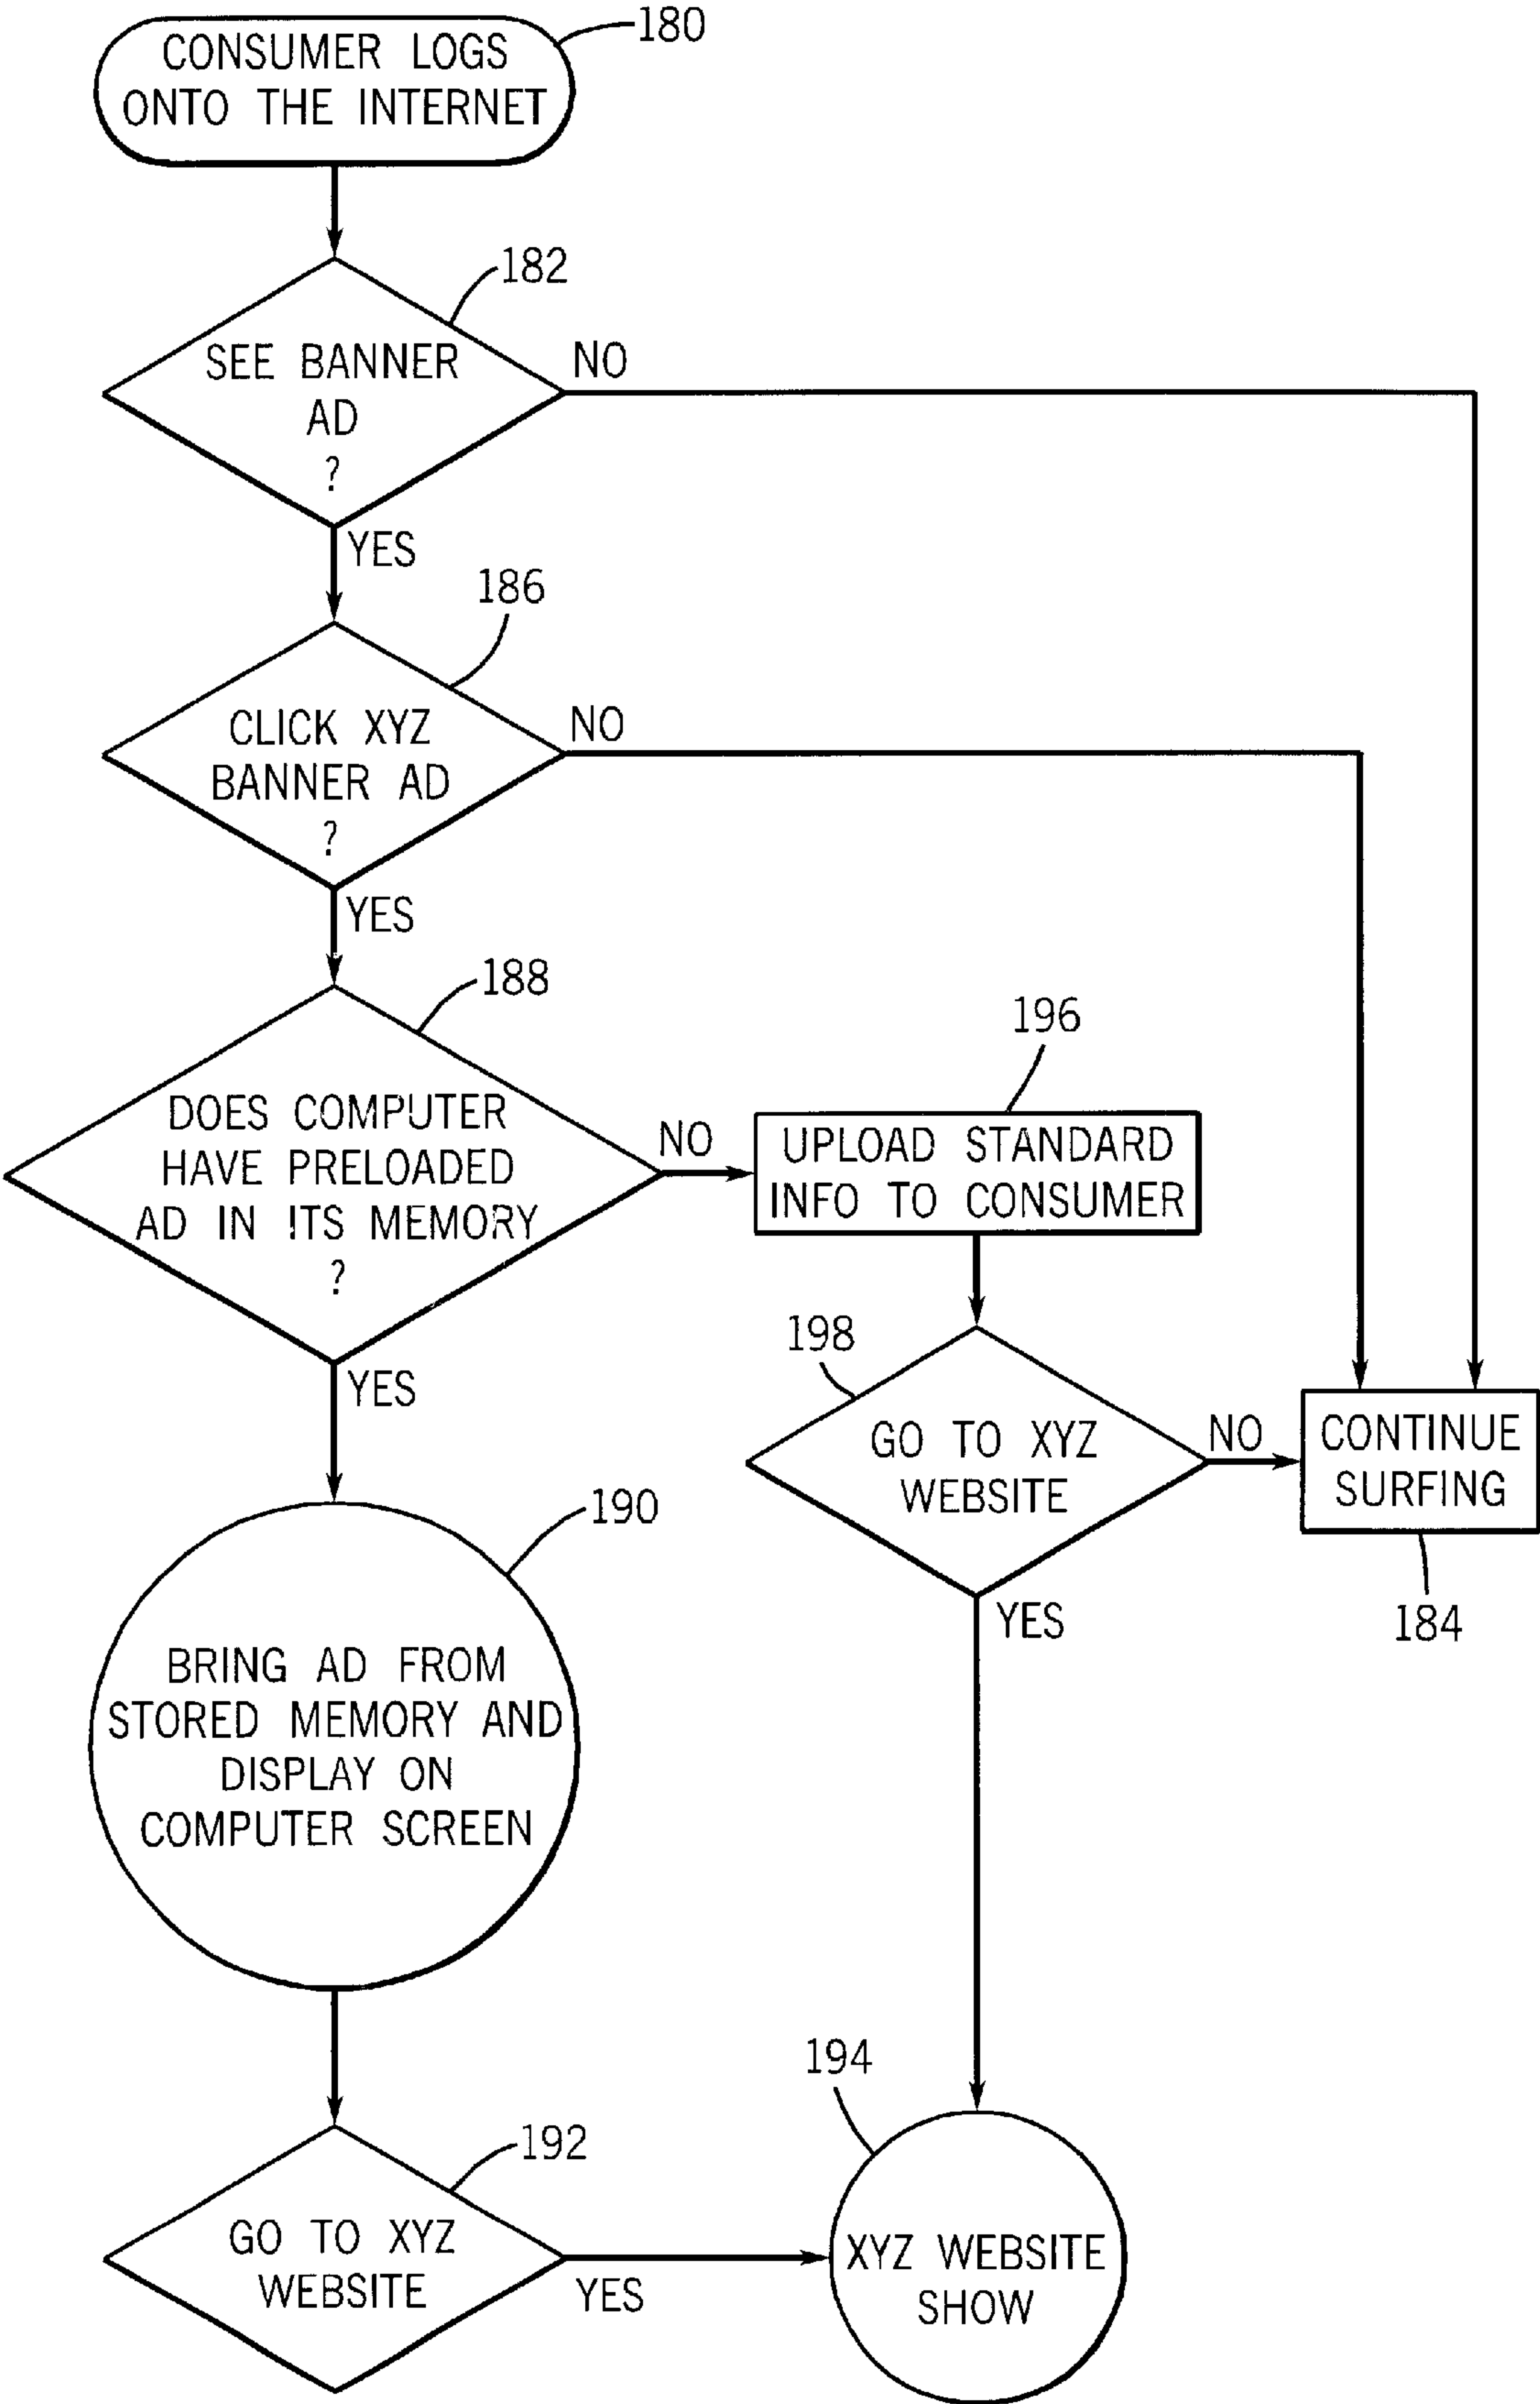 CONSUMER LOGS
ONTO THE INTERNET
180
182
SEE BANNER
AD
?
NO
YES
186
CLICK XYZ
BANNER AD
?
NO
YES
188
DOES COMPUTER
HAVE PRELOADED
AD IN ITS MEMORY
?
NO
YES
196
UPLOAD STANDARD
INFO TO CONSUMER
198
GO TO XYZ
WEBSITE
NO
YES
CONTINUE
SURFING
184
190
BRING AD FROM
STORED MEMORY AND
DISPLAY ON
COMPUTER SCREEN
192
GO TO XYZ
WEBSITE
YES
194
XYZ WEBSITE
SHOW